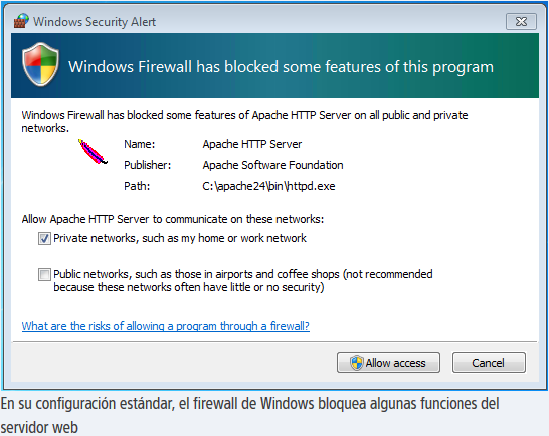 Windows Security Alert
Windows Firewall has blocked some features of this program
Windows Firewall has blocked some features of Apache HTTP Server on all public and private
networks.
Name: Apache HTTP Server
Publisher: Apache Software Foundation
Path: C:\apache24\bin\httpd.exe
Allow Apache HTTP Server to communicate on these networks:
Private networks, such as my home or work network
Public networks, such as those in airports and coffee shops (not recommended
because these networks often have little or no security)
What are the risks of allowing a program through a firewall?
Allow access Cancel
En su configuración estándar, el firewall de Windows bloquea algunas funciones del
servidor web